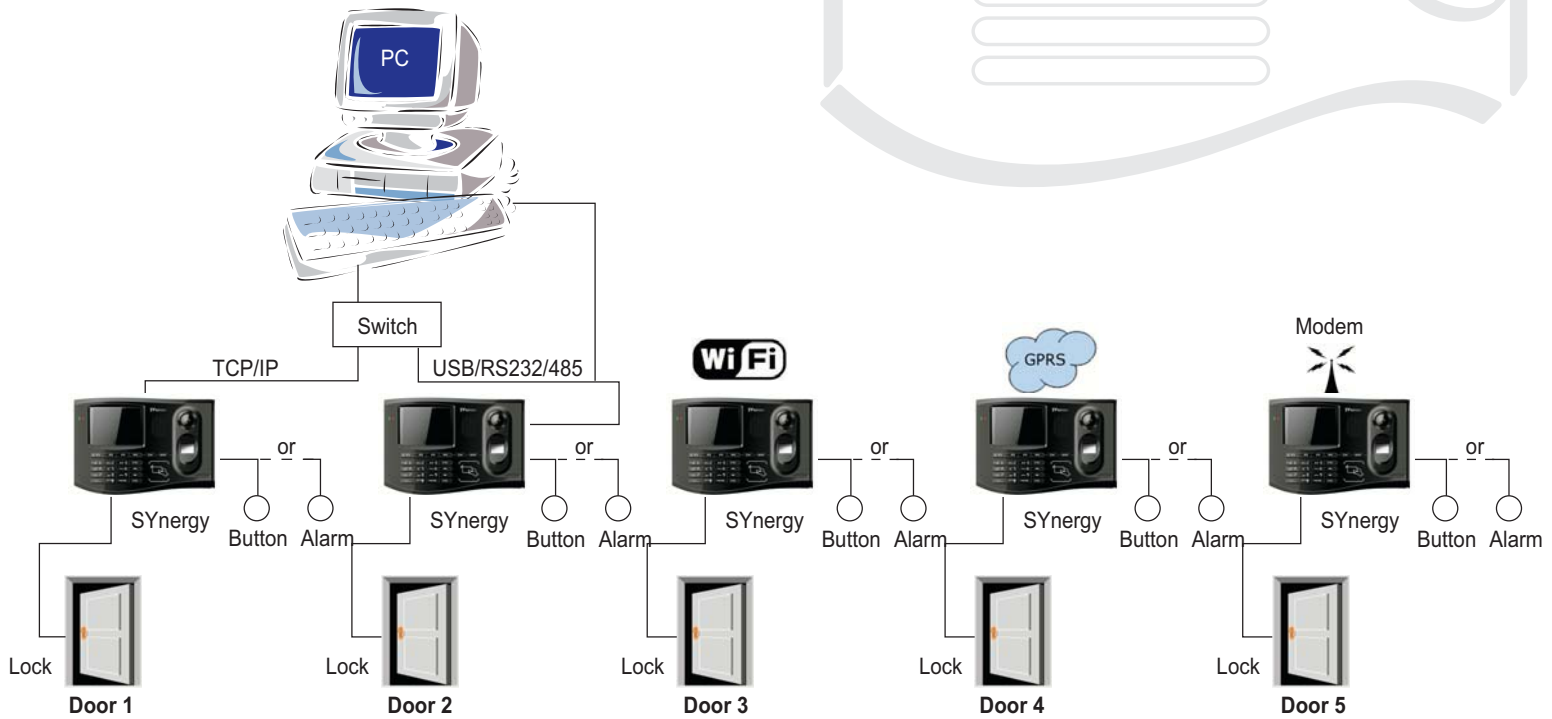 PC
Switch
TCP/IP
USB/RS232/485
Wi Fi
GPRS
Modem
or
or
or
or
or
SYnergy
Button
Alarm
SYnergy
Button
Alarm
SYnergy
Button
Alarm
SYnergy
Button
Alarm
SYnergy
Button
Alarm
Lock
Lock
Lock
Lock
Lock
Door 1
Door 2
Door 3
Door 4
Door 5